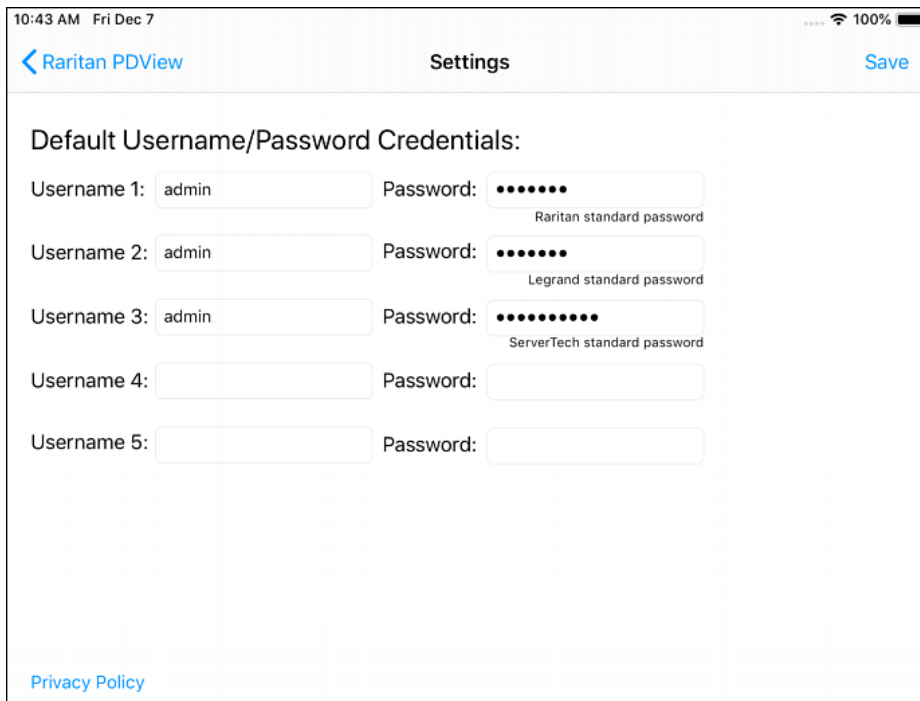 10:43 AM Fri Dec 7 100%
Raritan PDView Settings Save
Default Username/Password Credentials:
Username 1: admin Password: •••••••
Raritan standard password
Username 2: admin Password: •••••••
Legrand standard password
Username 3: admin Password: ••••••••••
ServerTech standard password
Username 4: Password:
Username 5: Password:
Privacy Policy